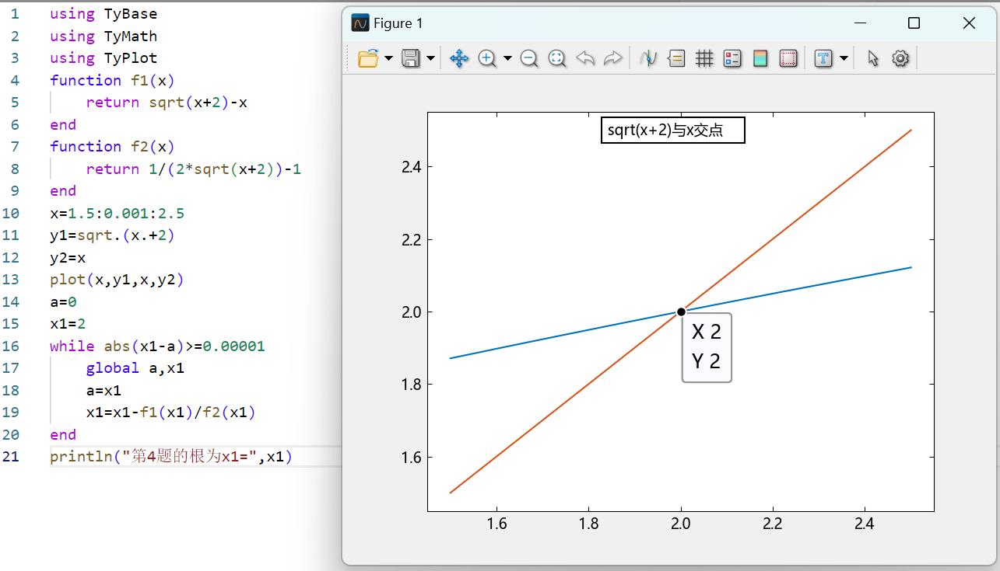 1 using TyBase
2 using TyMath
3 using TyPlot
4 function f1(x)
5 return sqrt(x+2)-x
6 end
7 function f2(x)
8 return 1/(2*sqrt(x+2))-1
9 end
10 x=1.5:0.001:2.5
11 y1=sqrt.(x.+2)
12 y2=x
13 plot(x,y1,x,y2)
14 a=0
15 x1=2
16 while abs(x1-a)>=0.00001
17 global a,x1
18 a=x1
19 x1=x1-f1(x1)/f2(x1)
20 end
21 println("第4题的根为x1=",x1)
Figure 1
T
sqrt(x+2)与x交点
2.4
2.2
2.0
1.8
1.6
X 2
Y 2
1.6 1.8 2.0 2.2 2.4